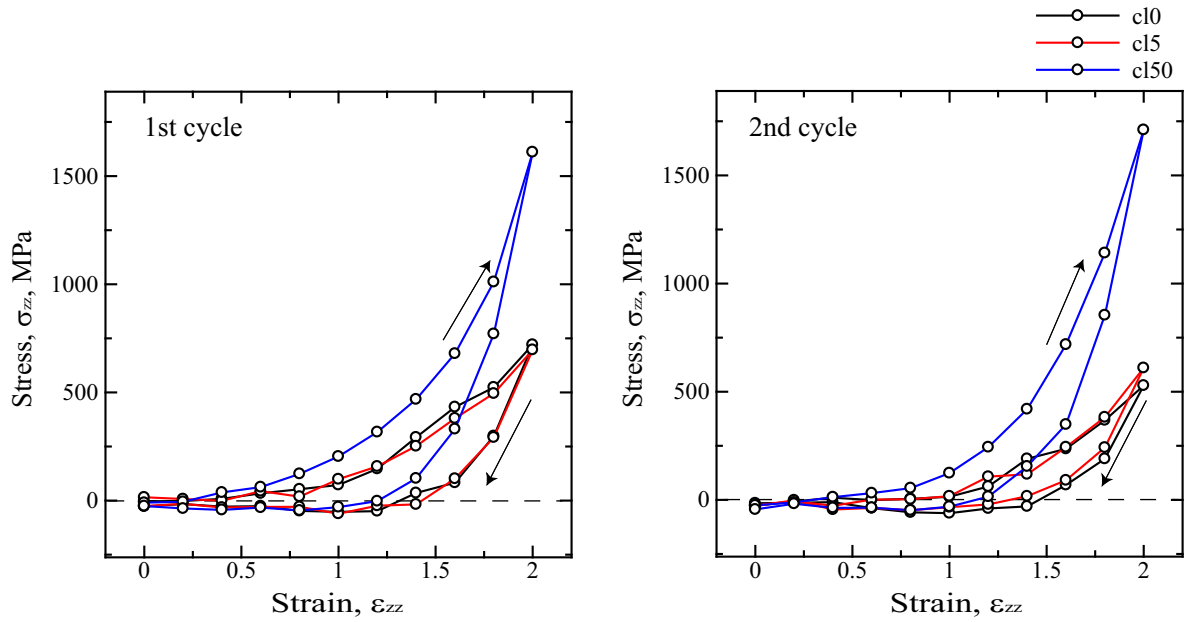 cl0
cl5
cl50
1st cycle
2nd cycle
Stress, σzz, MPa
1500
1000
500
0
0 0.5 1 1.5 2
Strain, εzz
Stress, σzz, MPa
1500
1000
500
0
0 0.5 1 1.5 2
Strain, εzz